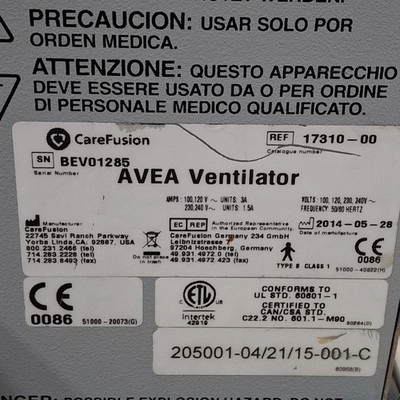 PRECAUCION: USAR SOLO POR
ORDEN MEDICA.
ATTENZIONE: QUESTO APPARECCHIO
DEVE ESSERE USATO DA O PER ORDINE
DI PERSONALE MEDICO QUALIFICATO.
CareFusion
REF 17310-00
Catalogue number
SN BEV01285
Serial Number
AVEA Ventilator
AMPS: 100,120 V~ UNITS: 3A
230,240 V~ UNITS: 1.5A
VOLTS: 100, 120, 230, 240V~
FREQUENCY: 50/60 HERTZ
Manufacturer
CareFusion
22745 Savi Ranch Parkway
Yorba Linda, CA. 92887, USA
800 231.2466 (tel)
714 283.2228 (tel)
714 283.8493 (fax)
EC REP Authorized Representative
in the European Community.
CareFusion Germany 234 GmbH
Leibnizstrasse 7
97204 Hoechberg, Germany
49.931 4972.0 (tel)
49.931 4972.423 (fax)
2014-05-28
Date of manufacture
CE
0086
TYPE B CLASS 1
51000-40822(H)
CE
0086
51000-20073(G)
ETL
Intertek
CONFORMS TO
UL STD. 60601-1
CERTIFIED TO
CAN/CSA STD.
C22.2 NO. 601.1-M90
205001-04/21/15-001-C